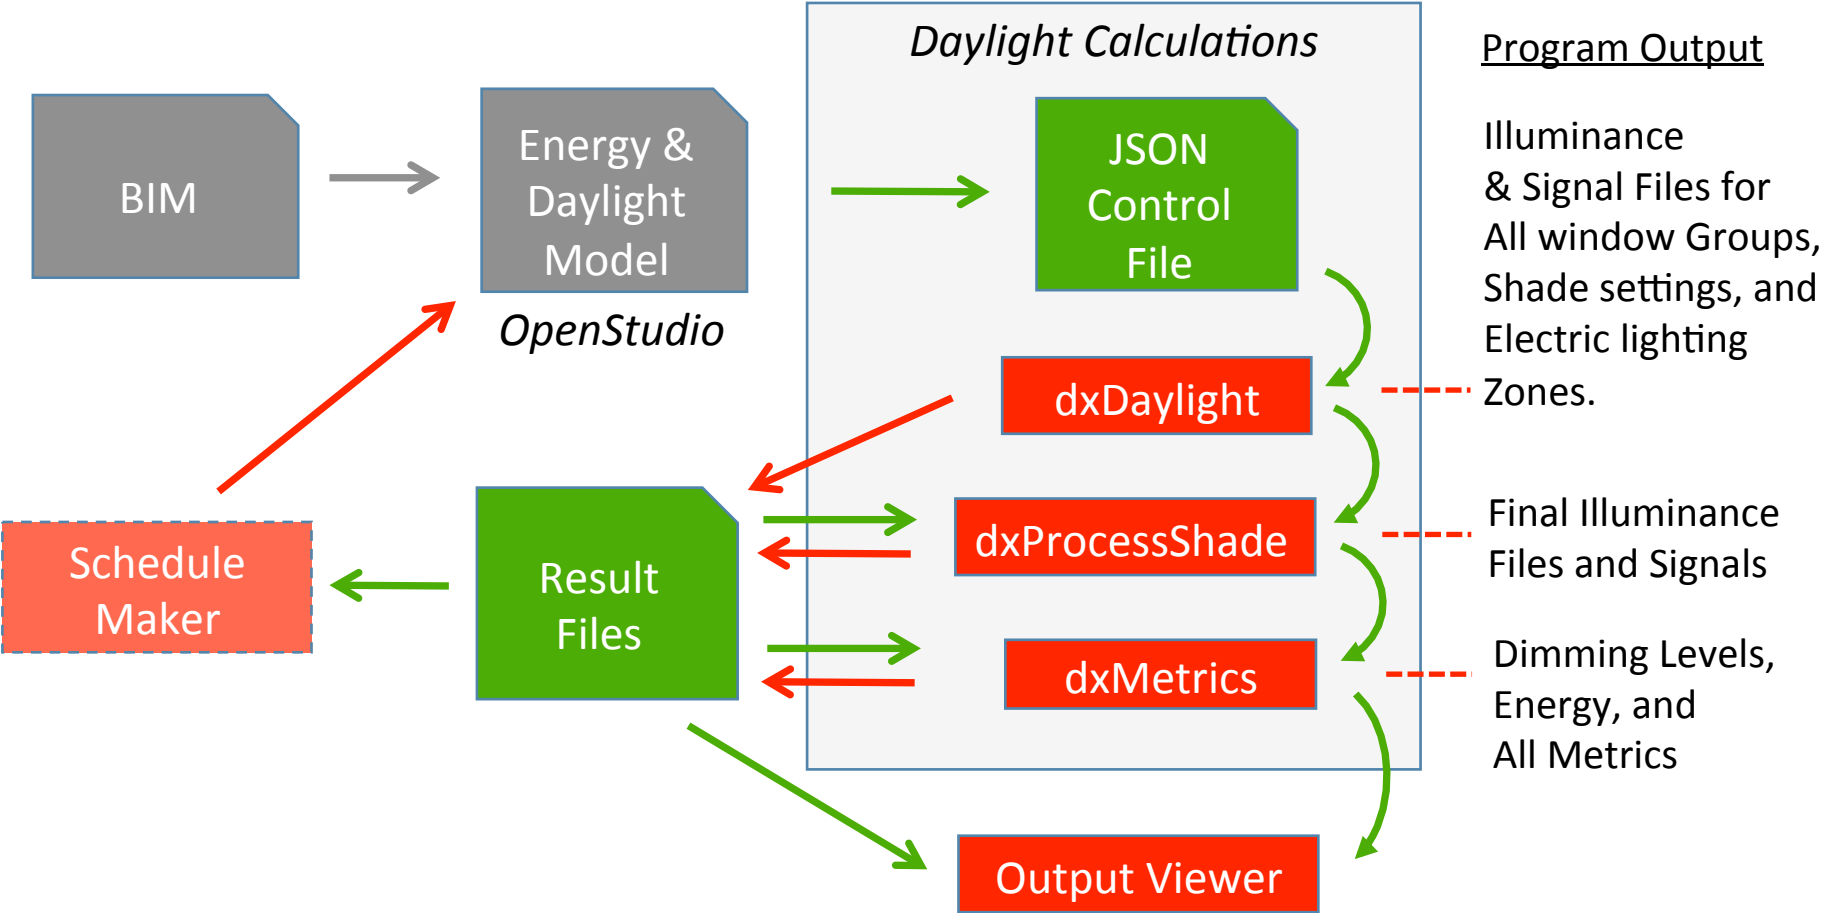 Daylight Calculations
Program Output
BIM
Energy &
Daylight
Model
OpenStudio
JSON
Control
File
Illuminance
& Signal Files for
All window Groups,
Shade settings, and
Electric lighting
Zones.
dxDaylight
Schedule
Maker
Result
Files
dxProcessShade
Final Illuminance
Files and Signals
dxMetrics
Dimming Levels,
Energy, and
All Metrics
Output Viewer